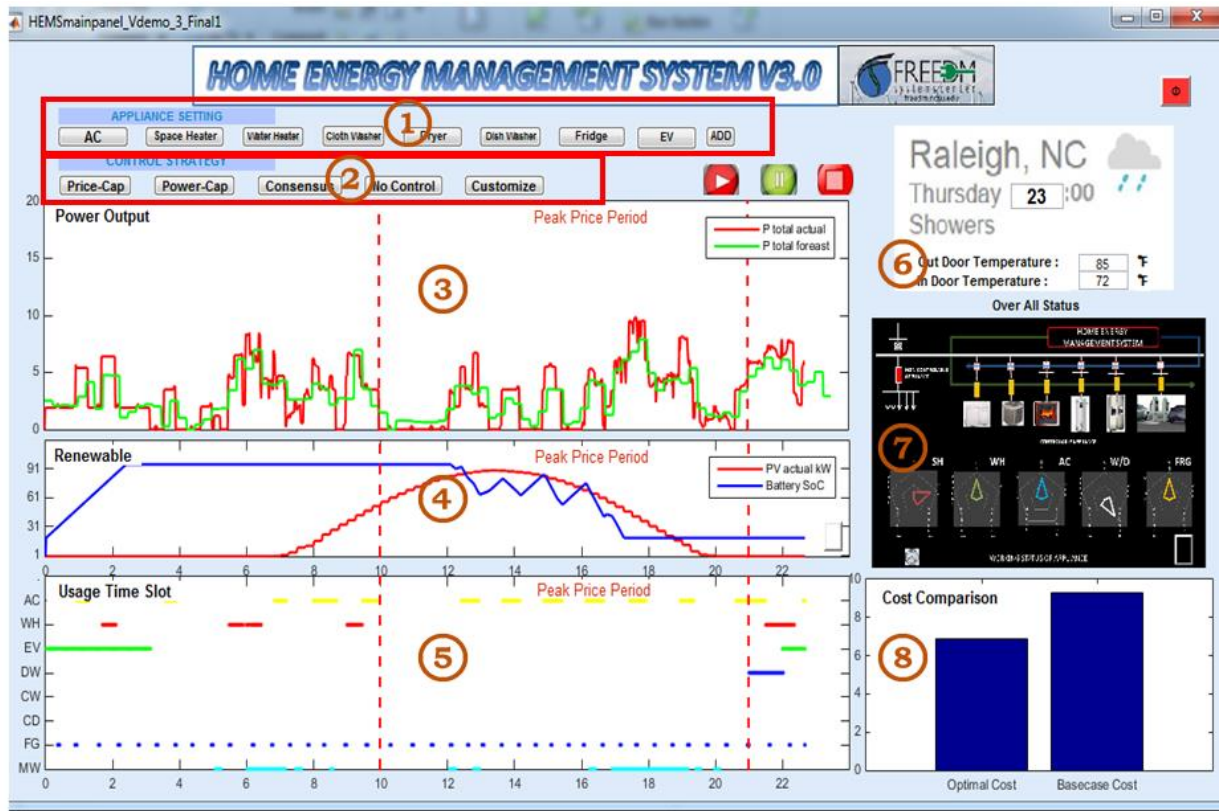 HEMSmainpanel_Vdemo_3_Final1
HOME ENERGY MANAGEMENT SYSTEM V3.0
FREEDM
systems center
APPLIANCE SETTING
1
AC Space Heater Water Heater Cloth Washer Dryer Dish Washer Fridge EV ADD
CONTROL STRATEGY
2
Price-Cap Power-Cap Consensus No Control Customize
Raleigh, NC
Thursday 23 :00
Showers
6
Out Door Temperature : 85 °F
In Door Temperature : 72 °F
Power Output
Peak Price Period
P total actual
P total foreast
3
20
15
10
5
0
Renewable
Peak Price Period
PV actual kW
Battery SoC
4
91
61
31
1
0 2 4 6 8 10 12 14 16 18 20 22
Usage Time Slot
Peak Price Period
5
AC
WH
EV
DW
CW
CD
FG
MW
0 2 4 6 8 10 12 14 16 18 20 22
Over All Status
HOME ENERGY
MANAGEMENT SYSTEM
7
SH WH AC W/D FRG
WORKING STATUS OF APPLIANCE
Cost Comparison
8
10
8
6
4
2
0
Optimal Cost Basecase Cost